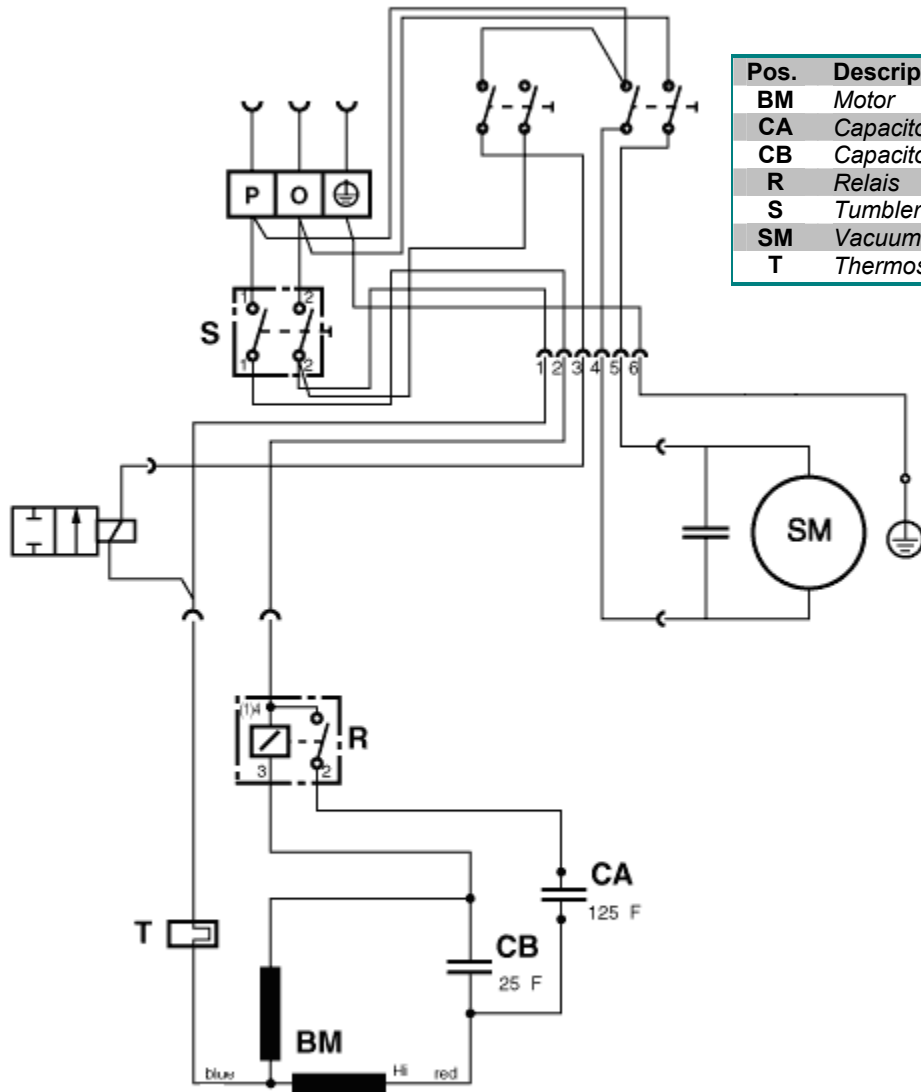 Pos. Descrip
BM Motor
CA Capacito
CB Capacito
R Relais
S Tumbler
SM Vacuum
T Thermos
P O
1 2
S
1 2
1 2 3 4 5 6
SM
(1)4
R
3 2
CA
125 F
T
CB
25 F
BM
blue Hi red